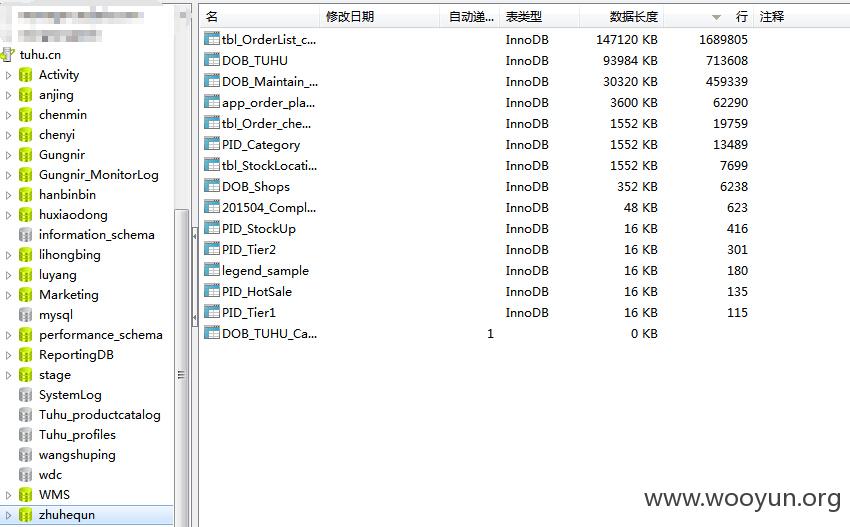 名 修改日期 自动递... 表类型 数据长度 行 注释
tuhu.cn
Activity
anjing
chenmin
chenyi
Gungnir
Gungnir_MonitorLog
hanbinbin
huxiaodong
information_schema
lihongbing
luyang
Marketing
mysql
performance_schema
ReportingDB
stage
SystemLog
Tuhu_productcatalog
Tuhu_profiles
wangshuping
wdc
WMS
zhuhequn
tbl_OrderList_c... InnoDB 147120 KB 1689805
DOB_TUHU InnoDB 93984 KB 713608
DOB_Maintain_... InnoDB 30320 KB 459339
app_order_pla... InnoDB 3600 KB 62290
tbl_Order_che... InnoDB 1552 KB 19759
PID_Category InnoDB 1552 KB 13489
tbl_StockLocati... InnoDB 1552 KB 7699
DOB_Shops InnoDB 352 KB 6238
201504_Compl... InnoDB 48 KB 623
PID_StockUp InnoDB 16 KB 416
PID_Tier2 InnoDB 16 KB 301
legend_sample InnoDB 16 KB 180
PID_HotSale InnoDB 16 KB 135
PID_Tier1 InnoDB 16 KB 115
DOB_TUHU_Ca... 1 0 KB
www.wooyun.org